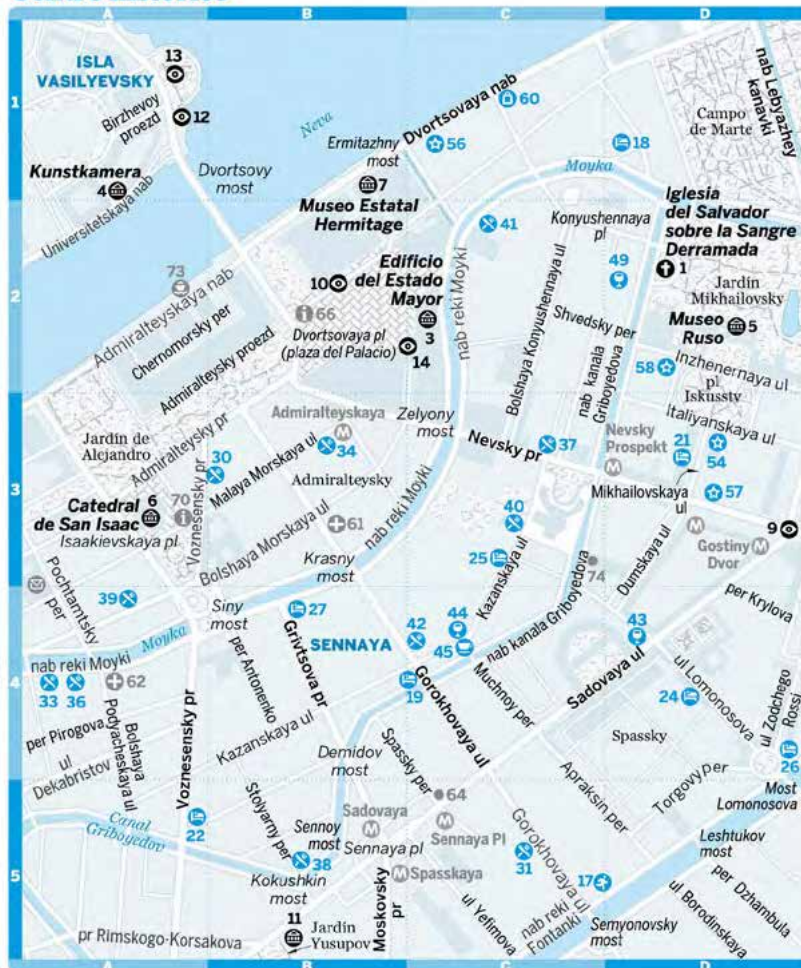 A
B
C
D
1
2
3
4
5
ISLA
VASILYEVSKY
13
12
Birzhevoy
proezd
Kunstkamera
4
Universitetskaya nab
Dvortsovy
most
Neva
Ermitazhny
most
Dvortsovaya nab
56
60
7
Museo Estatal
Hermitage
18
Campo
de Marte
nab Lebyazhey
kanavki
Moyka
Iglesia
del Salvador
sobre la Sangre
Derramada
1
Konyushennaya
pl
41
49
Jardín
Mikhailovsky
Museo
Ruso
5
73
Admiralteyskaya nab
Chernomorsky per
Admiralteysky proezd
10
Edificio
del Estado
Mayor
66
3
Dvortsovaya pl
(plaza del Palacio)
14
nab reki Moyki
Bolshaya Konyushennaya ul
Shvedsky per
nab kanala
Griboyedova
58
Inzhenernaya ul
pl
Iskusstv
Italiyanskaya ul
Jardín de
Alejandro
Admiralteysky pr
Admiralteyskaya
30
34
Malaya Morskaya ul
Admiralteysky
Zelyony
most
Nevsky pr
37
Nevsky
Prospekt
21
54
Mikhailovskaya
ul
57
9
Catedral
de San Isaac
6
70
Isaakievskaya pl
Voznesensky pr
Bolshaya Morskaya ul
61
nab reki Moyki
Krasny
most
40
25
Kazanskaya ul
74
Dumskaya ul
Gostiny
Dvor
per Krylova
Pochtamtsky
per
39
Moyka
Siny
most
27
SENNAYA
42
44
45
nab kanala Griboyedova
43
Sadovaya ul
nab reki Moyki
33
36
62
per Antonenko
Grivtsova pr
19
Gorokhovaya ul
Muchnoy per
24
ul Lomonosova
ul Zodchego
Rossi
Spassky
26
per Pirogova
ul
Dekabristov
Bolshaya
Podyacheskaya ul
Voznesensky pr
Kazanskaya ul
Demidov
most
Spassky per
Apraksin per
Torgovy per
Most
Lomonosova
Leshtukov
most
Canal
Griboyedov
22
Stolyarny per
Sadovaya
Sennoy
most
Sennaya pl
64
Sennaya Pl
38
Kokushkin
most
Spasskaya
31
Gorokhovaya ul
17
nab reki
Fontanki
per Dzhambula
ul Borodinskaya
Semyonovsky
most
11
Jardín
Yusupov
Moskovsky
pr
ul Yefimova
pr Rimskogo-Korsakova